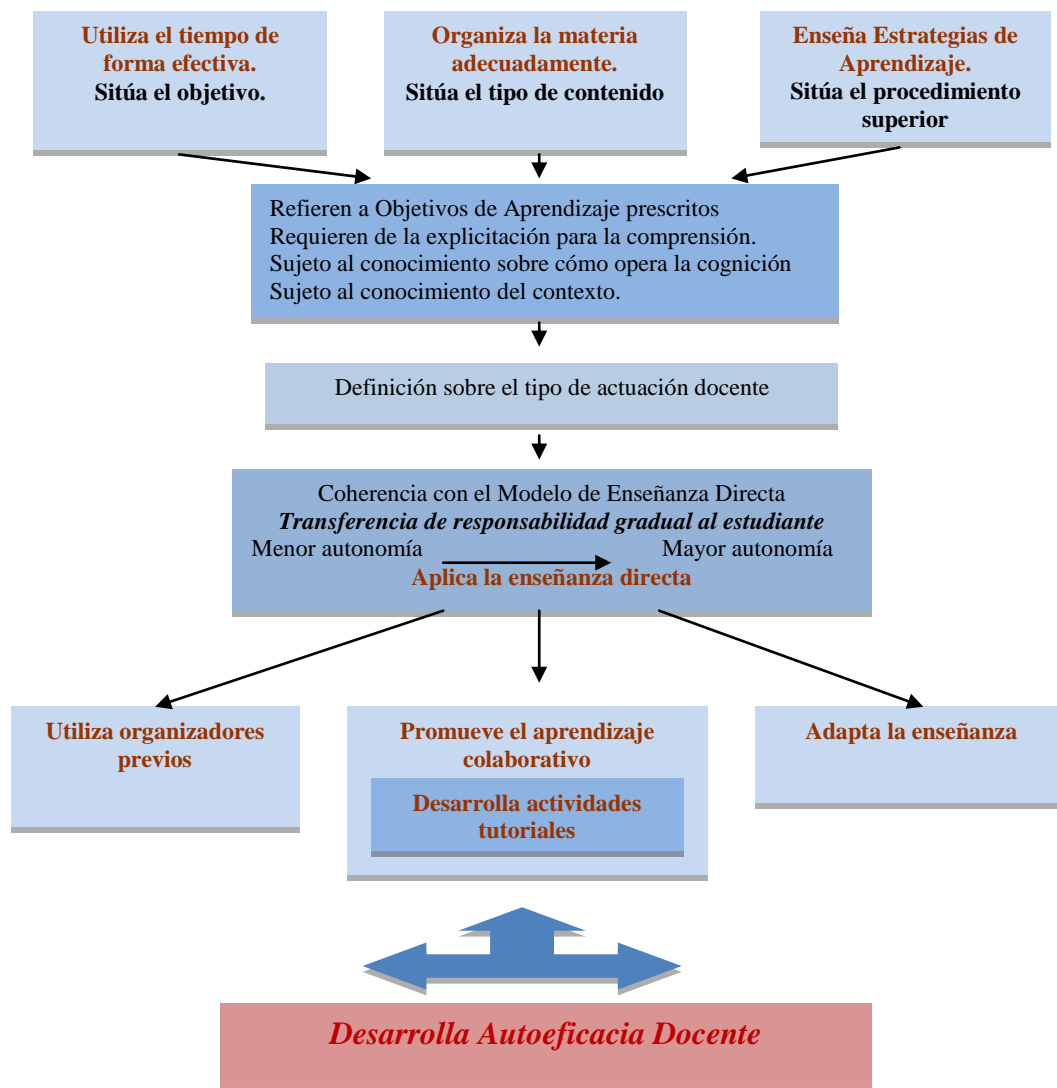 Utiliza el tiempo de
forma efectiva.
Sitúa el objetivo.
Organiza la materia
adecuadamente.
Sitúa el tipo de contenido
Enseña Estrategias de
Aprendizaje.
Sitúa el procedimiento
superior
Refieren a Objetivos de Aprendizaje prescritos
Requieren de la explicitación para la comprensión.
Sujeto al conocimiento sobre cómo opera la cognición
Sujeto al conocimiento del contexto.
Definición sobre el tipo de actuación docente
Coherencia con el Modelo de Enseñanza Directa
Transferencia de responsabilidad gradual al estudiante
Menor autonomía Mayor autonomía
Aplica la enseñanza directa
Utiliza organizadores
previos
Promueve el aprendizaje
colaborativo
Desarrolla actividades
tutoriales
Adapta la enseñanza
Desarrolla Autoeficacia Docente